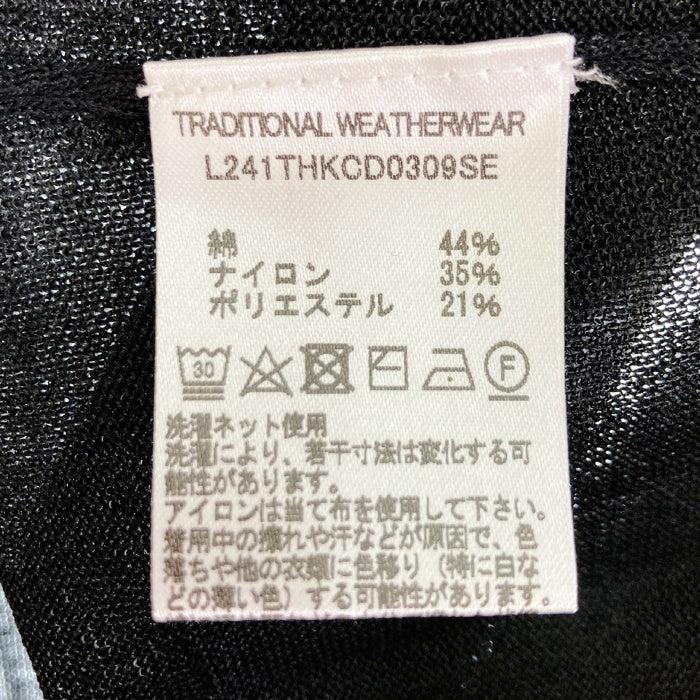 TRADITIONAL WEATHERWEAR
L241THKCD0309SE
綿 44%
ナイロン 35%
ポリエステル 21%
30 F
洗濯ネット使用
洗濯により、若干寸法は変化する可
能性があります。
アイロンは当て布を使用して下さい。
着用中の擦れや汗などが原因で、色
落ちや他の衣類に色移り（特に白な
どの薄い色）する可能性があります。